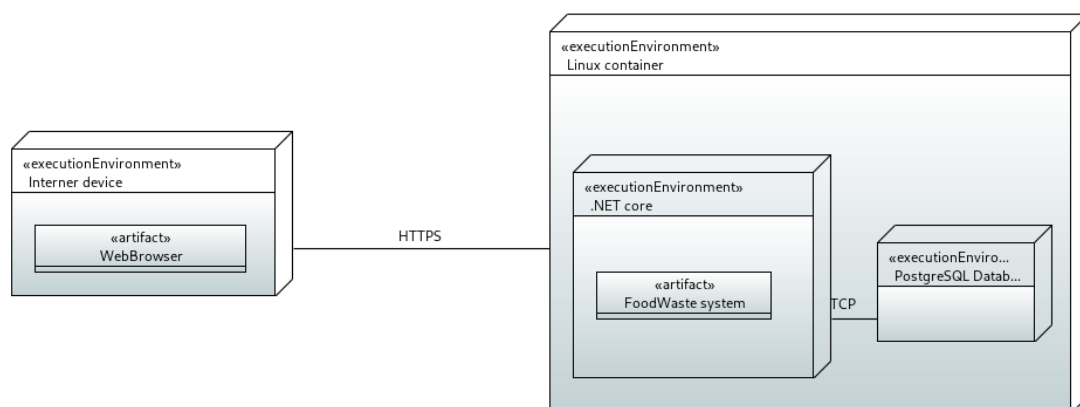 «executionEnvironment»
Linux container
«executionEnvironment»
Interner device
«artifact»
WebBrowser
HTTPS
«executionEnvironment»
.NET core
«artifact»
FoodWaste system
TCP
«executionEnviro...
PostgreSQL Datab...